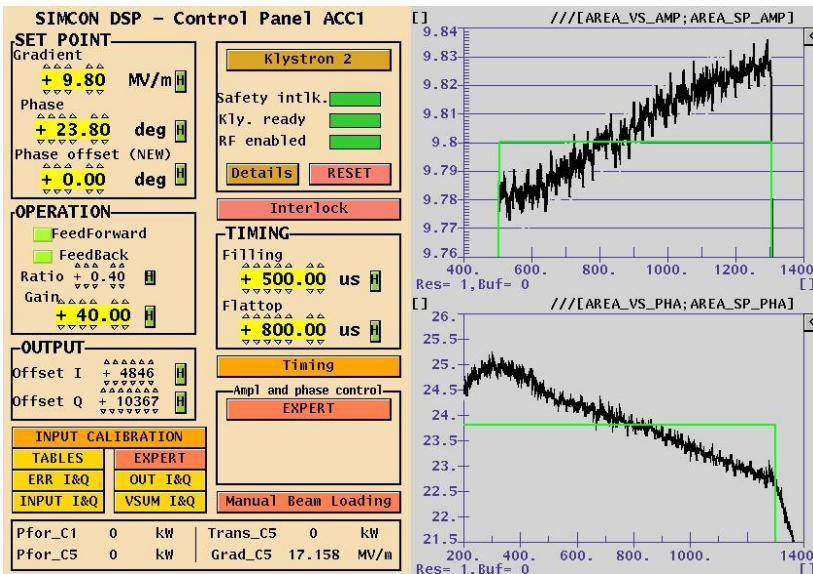 SIMCON DSP - Control Panel ACC1
SET POINT
Gradient
+ 9.80 MV/m H
Phase
+ 23.80 deg H
Phase offset (NEW)
+ 0.00 deg H
OPERATION
FeedForward
FeedBack
Ratio + 0.40 H
Gain
+ 40.00 H
OUTPUT
Offset I + 4846 H
Offset Q + 10367 H
INPUT CALIBRATION
TABLES EXPERT
ERR I&Q OUT I&Q
INPUT I&Q VSUM I&Q
Klystron 2
Safety intlk.
Kly. ready
RF enabled
Details RESET
Interlock
TIMING
Filling
+ 500.00 us H
Flattop
+ 800.00 us H
Timing
Ampl and phase control
EXPERT
Manual Beam Loading
Pfor_C1 0 kW Trans_C5 0 kW
Pfor_C5 0 kW Grad_C5 17.158 MV/m
[] ///[AREA_VS_AMP;AREA_SP_AMP]
9.84
9.83
9.82
9.81
9.8
9.79
9.78
9.77
9.76
400. 600. 800. 1000. 1200. 1400
Res= 1,Buf= 0 []
[] ///[AREA_VS_PHA;AREA_SP_PHA]
26.
25.5
25.
24.5
24.
23.5
23.
22.5
22.
21.5
200 400. 600. 800. 1000. 1400
Res= 1,Buf= 0 []